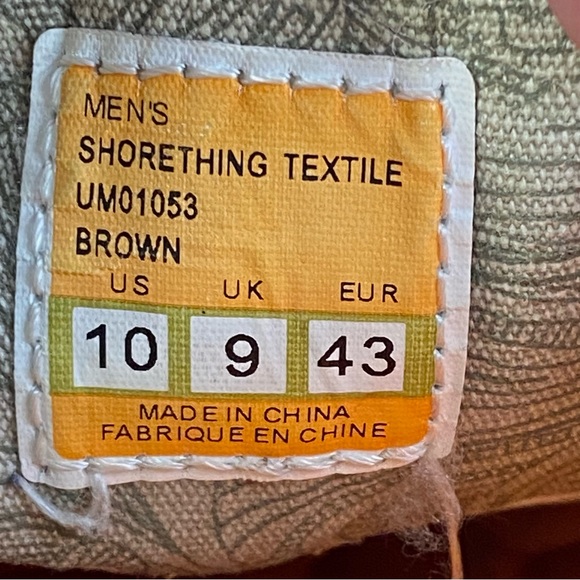 MEN'S
SHORETHING TEXTILE
UM01053
BROWN
US UK EUR
10 9 43
MADE IN CHINA
FABRIQUE EN CHINE